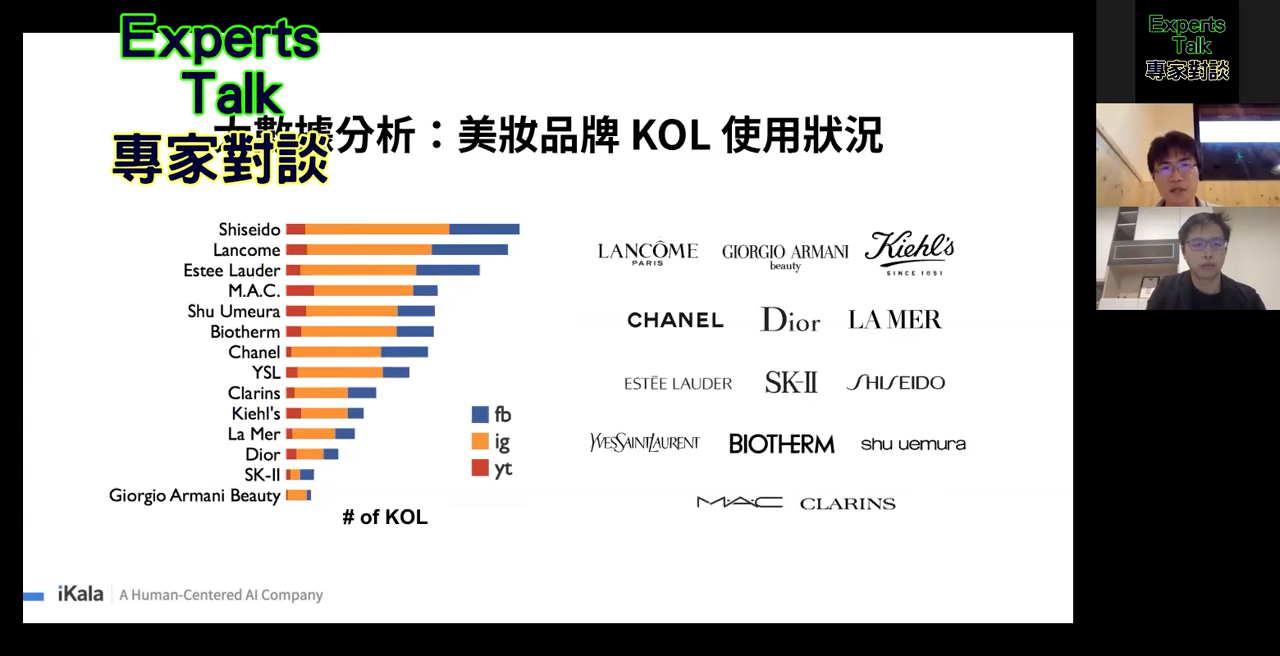 Experts
Talk
專家對談
大數據分析：美妝品牌 KOL 使用狀況
Shiseido
Lancome
Estee Lauder
M.A.C.
Shu Umeura
Biotherm
Chanel
YSL
Clarins
Kiehl's
La Mer
Dior
SK-II
Giorgio Armani Beauty
# of KOL
fb
ig
yt
LANCÔME
PARIS
GIORGIO ARMANI
beauty
Kiehl's
SINCE 1851
CHANEL
Dior
LA MER
ESTĒE LAUDER
SK-II
SHISEIDO
YVESSAINTLAURENT
BIOTHERM
shu uemura
M·A·C
CLARINS
iKala
A Human-Centered AI Company
Experts
Talk
專家對談